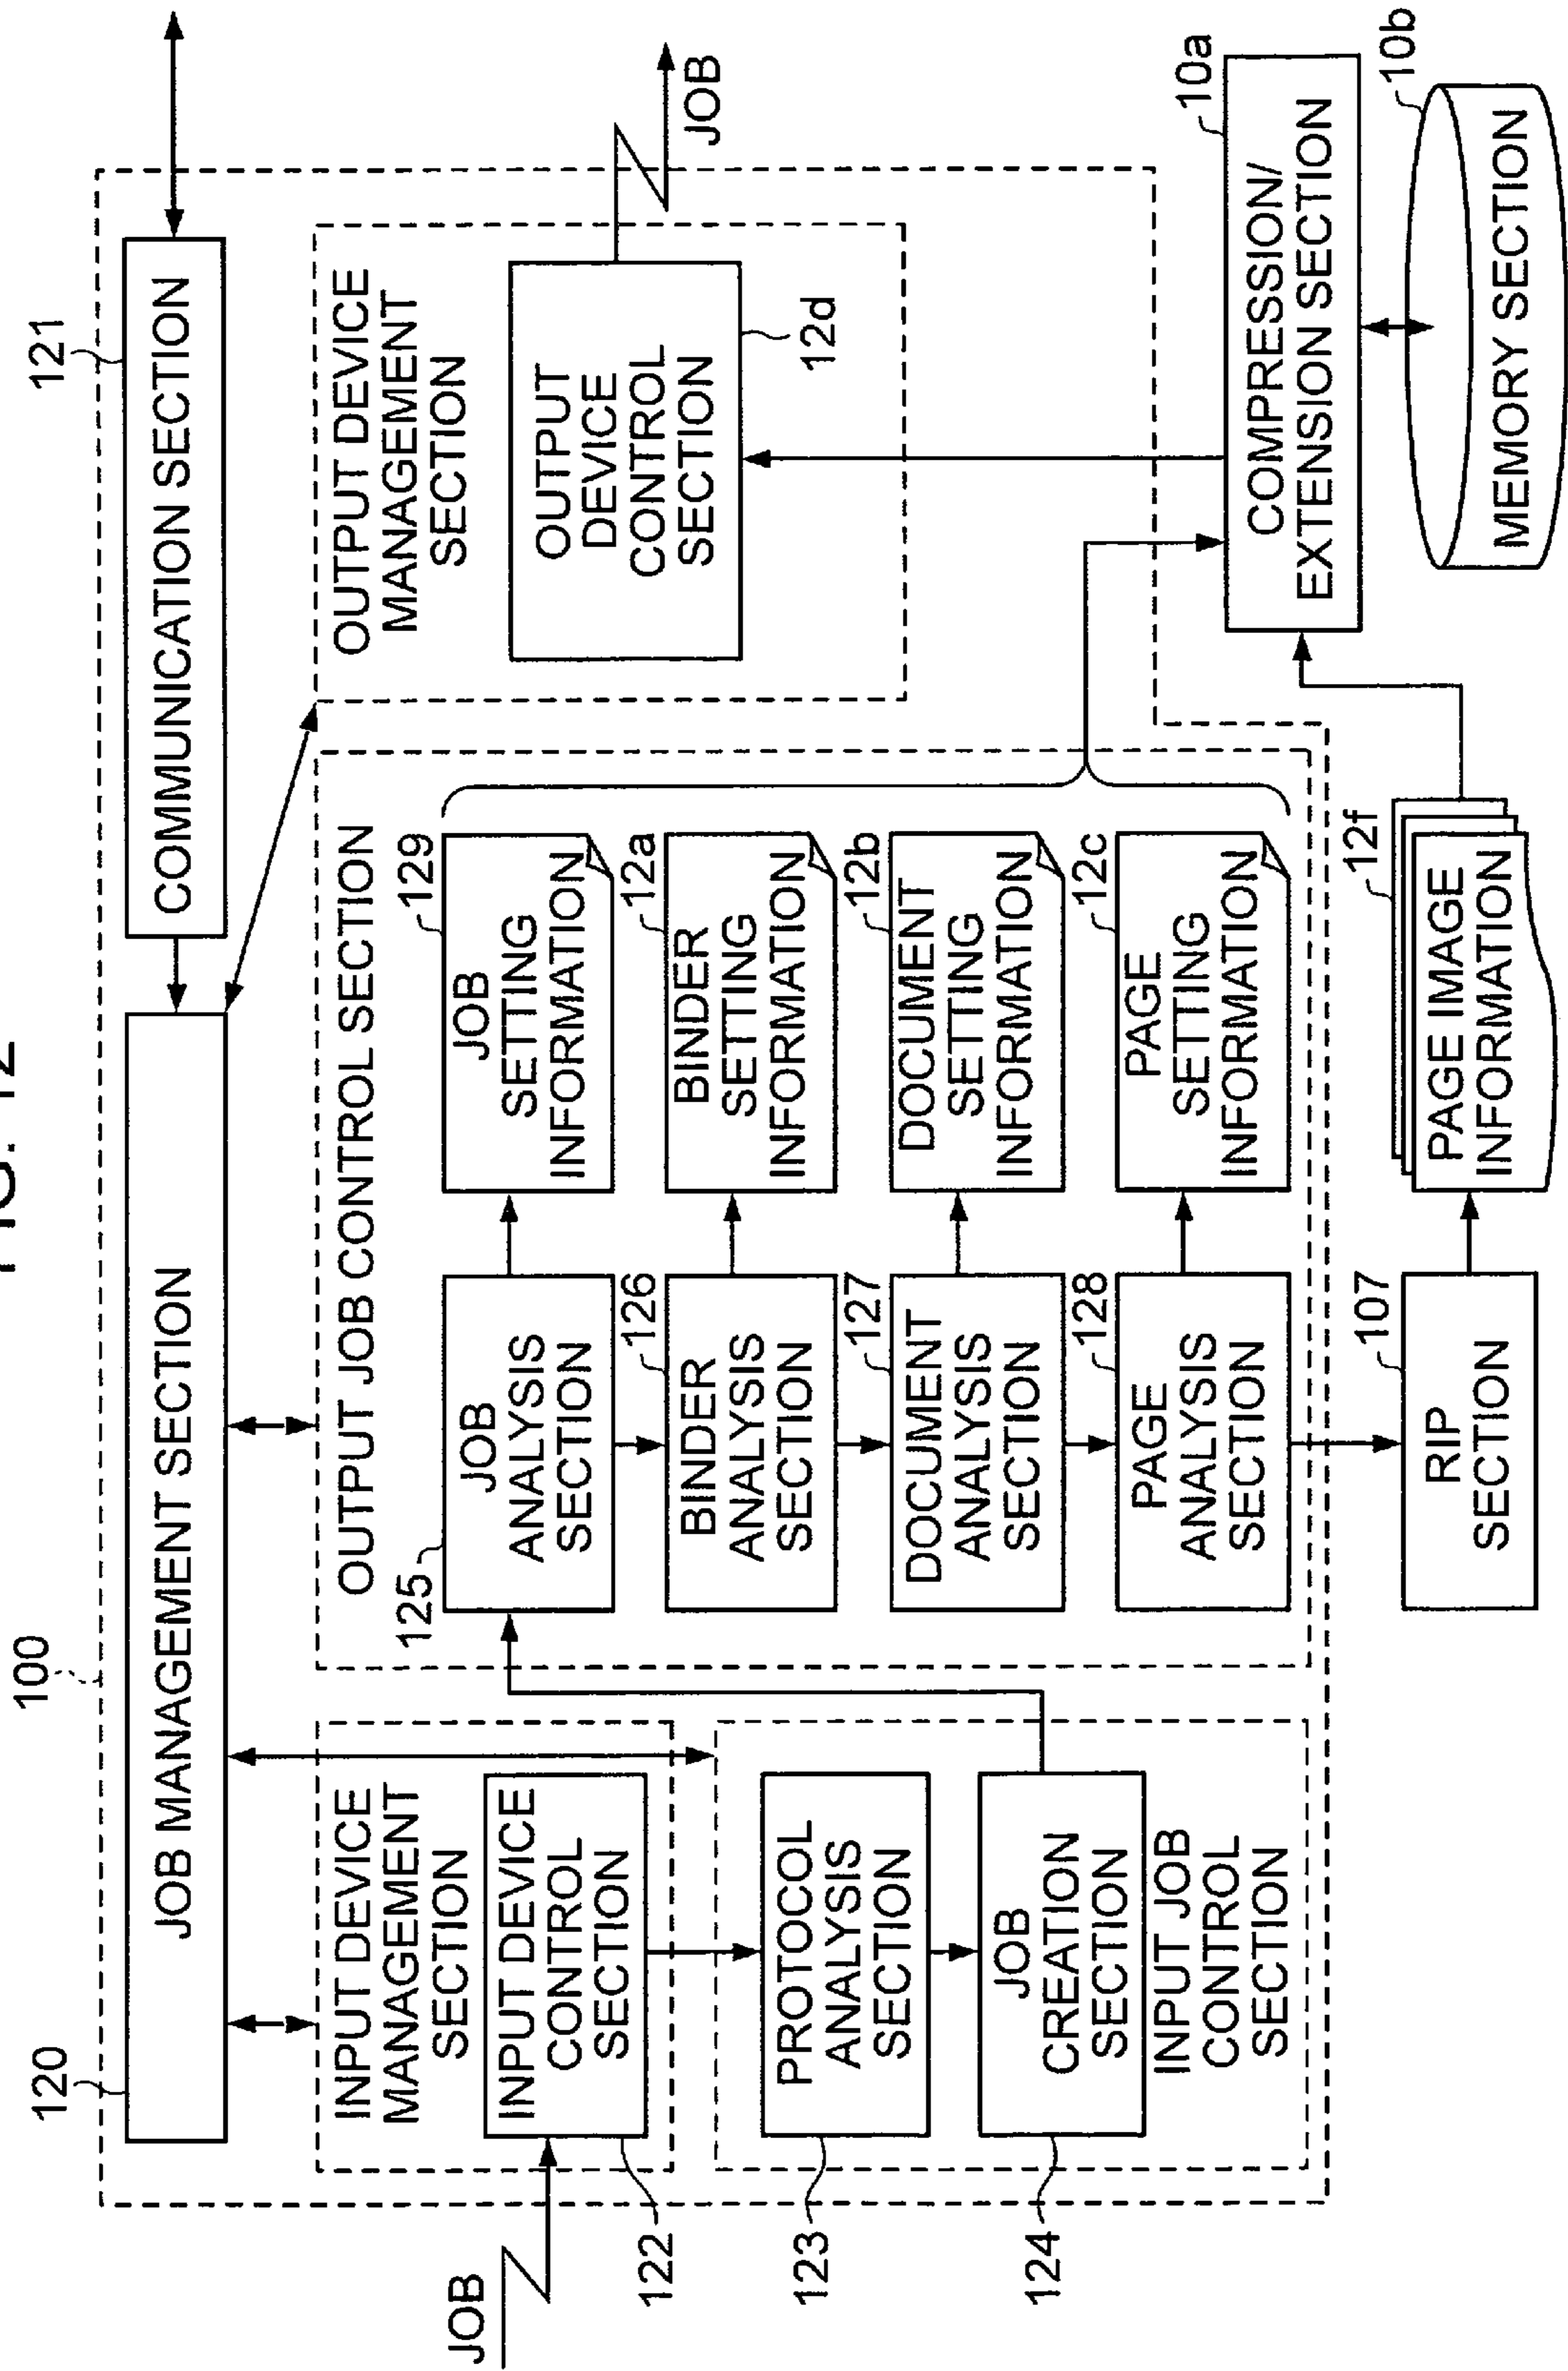 FIG. 12
100
120
JOB MANAGEMENT SECTION
121
COMMUNICATION SECTION
JOB
INPUT DEVICE
MANAGEMENT
SECTION
INPUT DEVICE
CONTROL
SECTION
122
PROTOCOL
ANALYSIS
SECTION
123
JOB
CREATION
SECTION
124
INPUT JOB
CONTROL
SECTION
OUTPUT JOB CONTROL SECTION
125
JOB
ANALYSIS
SECTION
129
JOB
SETTING
INFORMATION
126
BINDER
ANALYSIS
SECTION
12a
BINDER
SETTING
INFORMATION
127
DOCUMENT
ANALYSIS
SECTION
12b
DOCUMENT
SETTING
INFORMATION
128
PAGE
ANALYSIS
SECTION
12c
PAGE
SETTING
INFORMATION
107
RIP
SECTION
12f
PAGE IMAGE
INFORMATION
OUTPUT DEVICE
MANAGEMENT
SECTION
OUTPUT
DEVICE
CONTROL
SECTION
12d
JOB
10a
COMPRESSION/
EXTENSION SECTION
10b
MEMORY SECTION